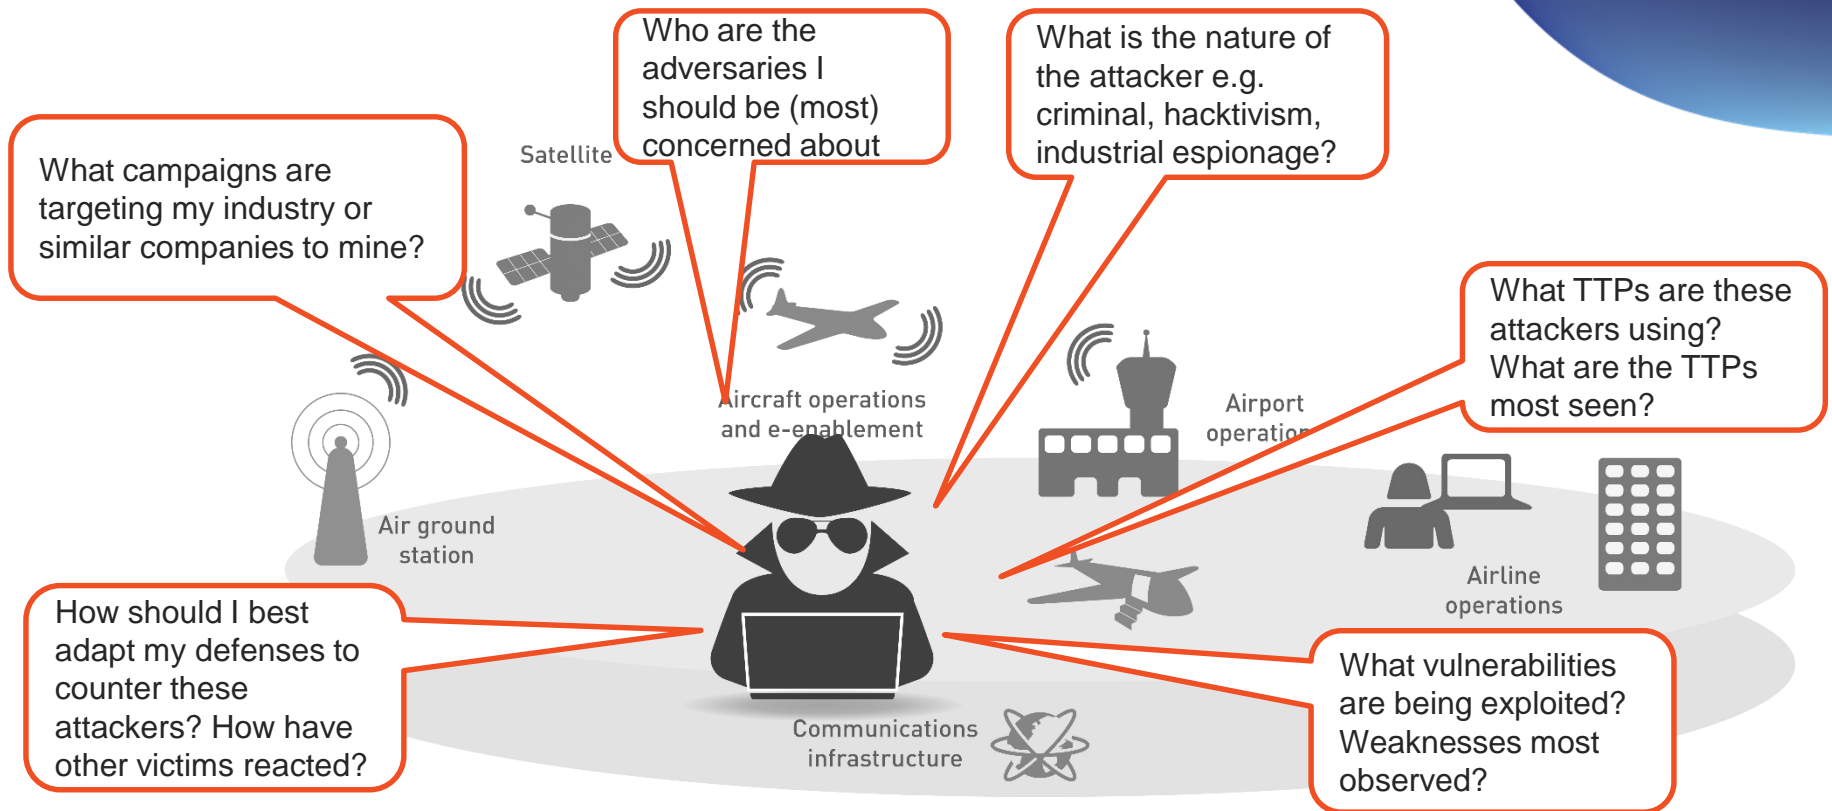 Who are the
adversaries I
should be (most)
concerned about
What is the nature of
the attacker e.g.
criminal, hacktivism,
industrial espionage?
What campaigns are
targeting my industry or
similar companies to mine?
Satellite
What TTPs are these
attackers using?
What are the TTPs
most seen?
Aircraft operations
and e-enablement
Airport
operation
Air ground
station
Airline
operations
How should I best
adapt my defenses to
counter these
attackers? How have
other victims reacted?
What vulnerabilities
are being exploited?
Weaknesses most
observed?
Communications
infrastructure